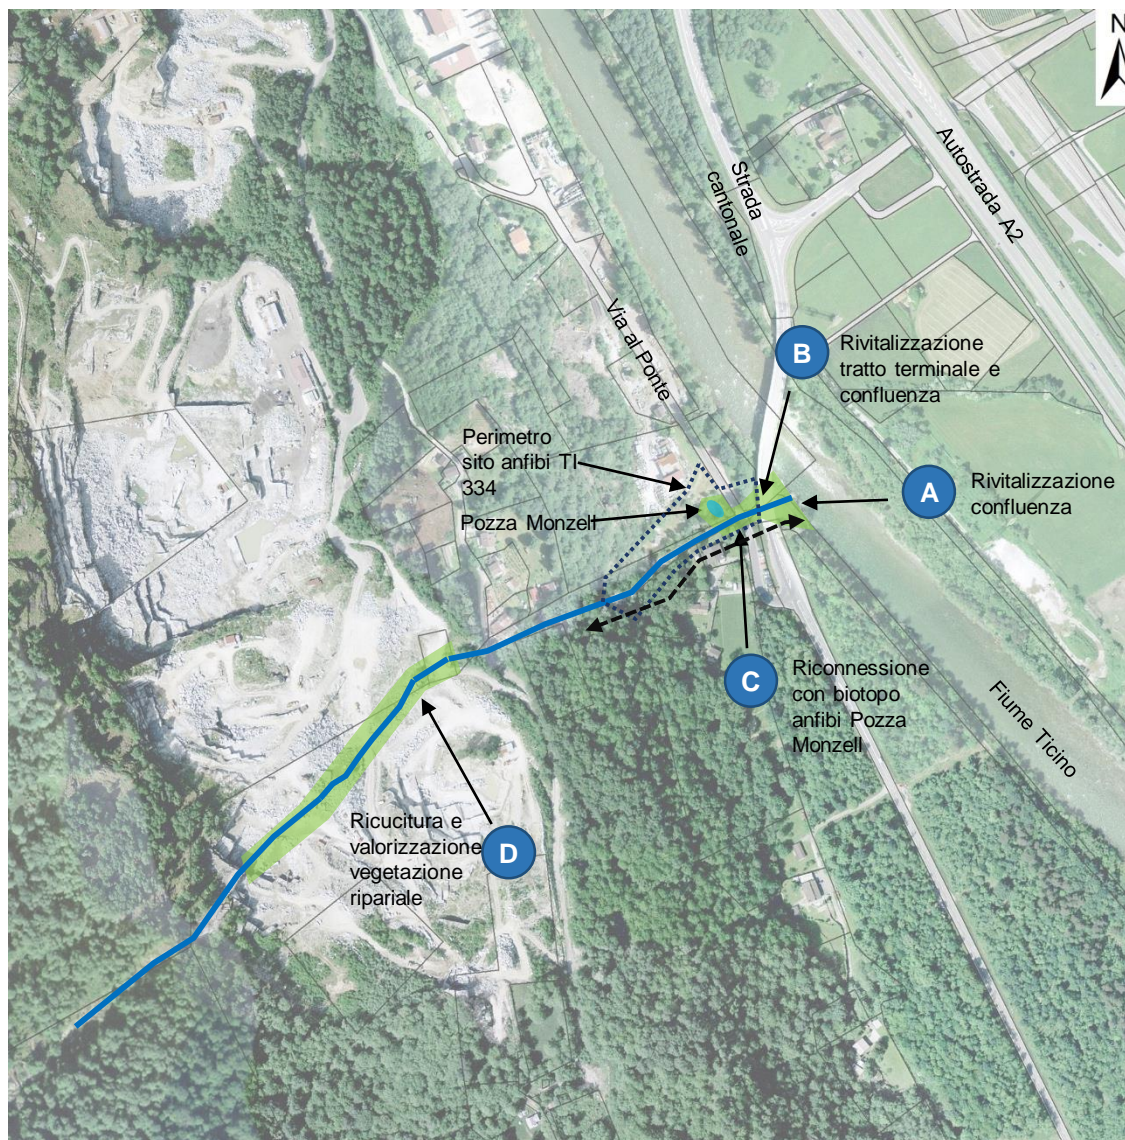 N
Autostrada A2
Strada
cantonale
Via al Ponte
B
Rivitalizzazione
tratto terminale e
confluenza
Perimetro
sito anfibi TI
334
Pozza Monzell
A
Rivitalizzazione
confluenza
C
Riconnessione
con biotopo
anfibi Pozza
Monzell
Fiume Ticino
Ricucitura e
valorizzazione
vegetazione
ripariale
D